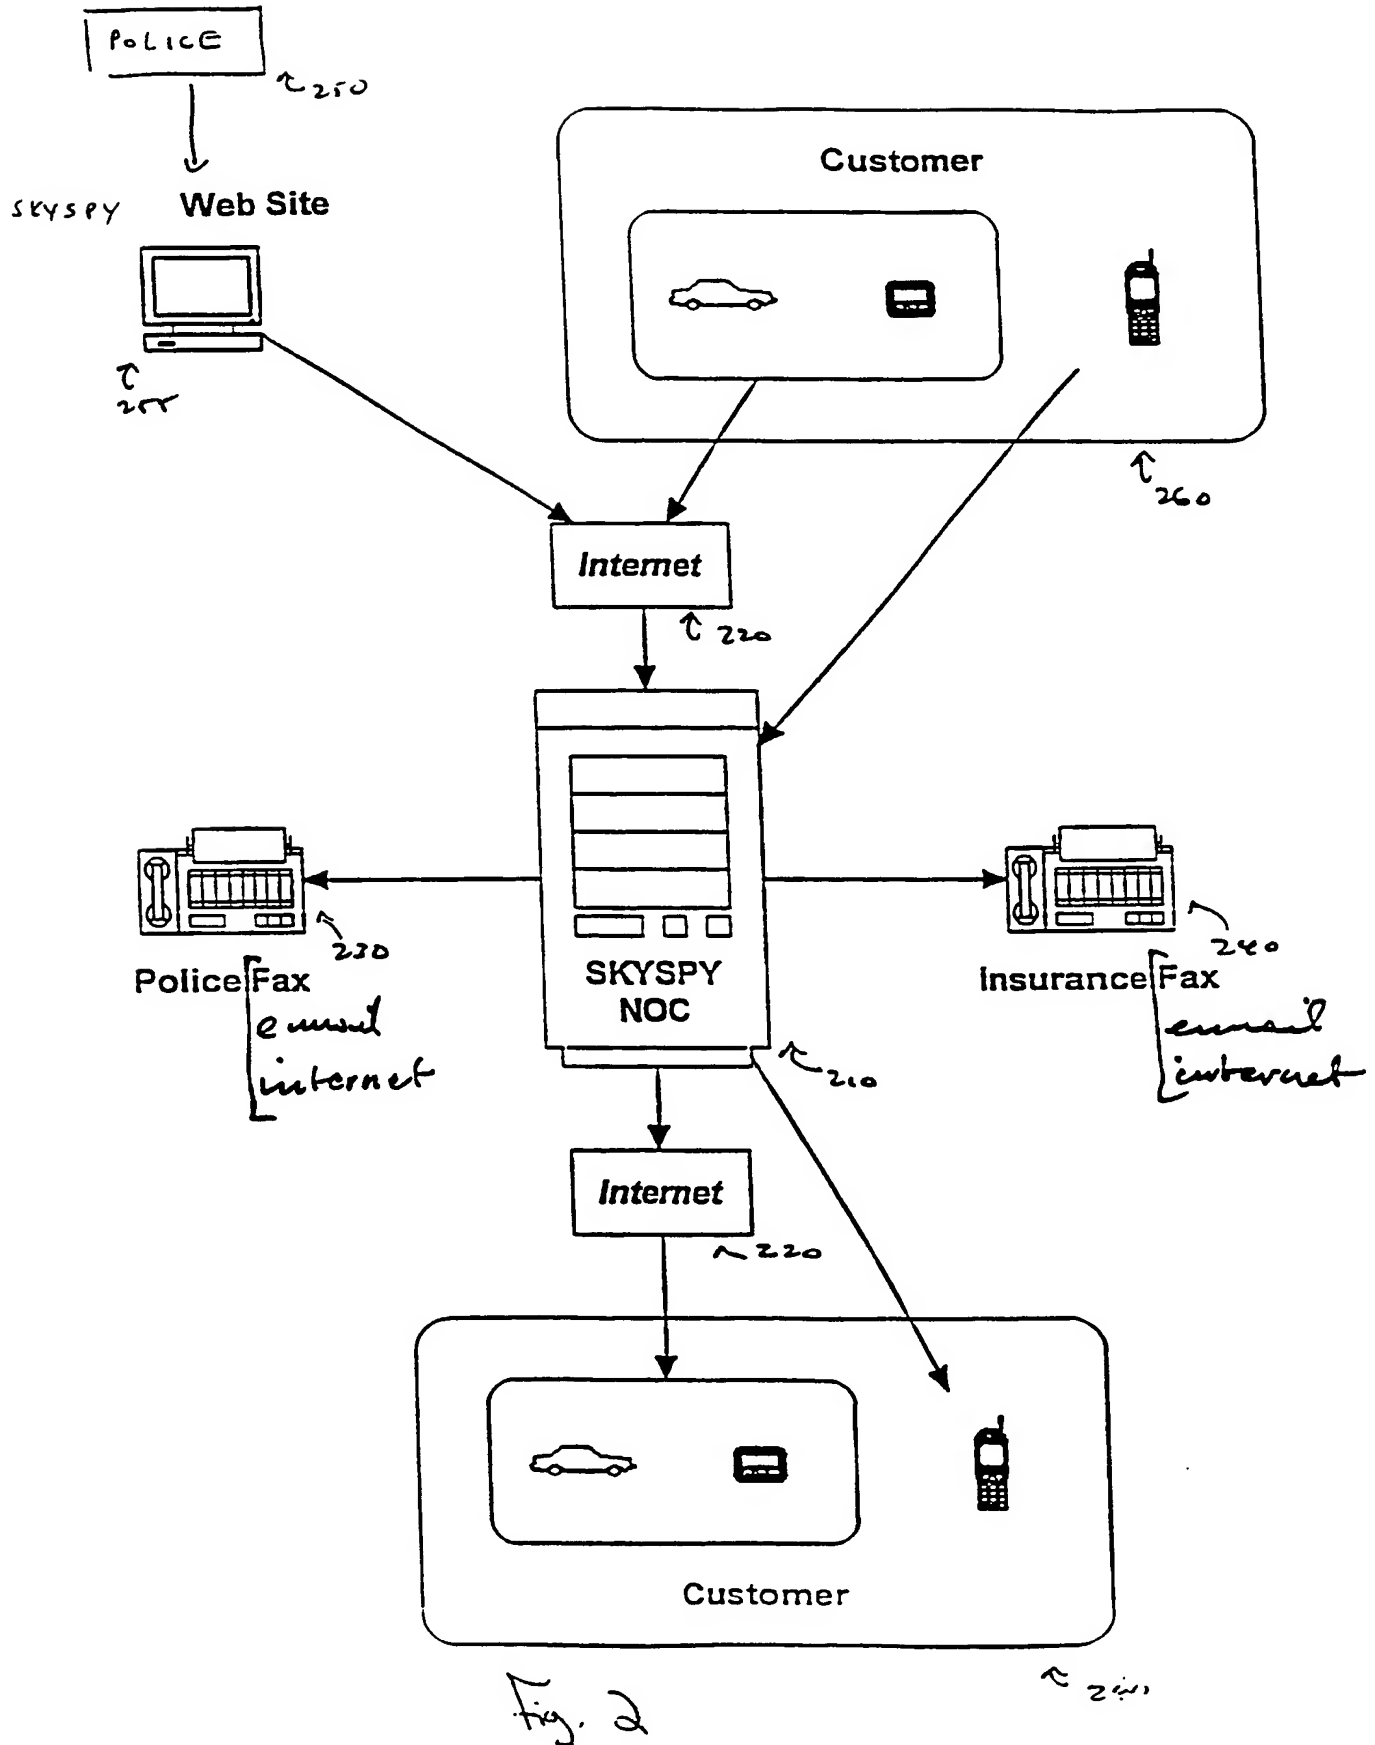 POLICE
250
SKYSPY Web Site
Customer
255
260
Internet
220
SKYSPY
NOC
210
230
Police Fax
email
internet
240
Insurance Fax
email
internet
Internet
220
Customer
Fig. 2